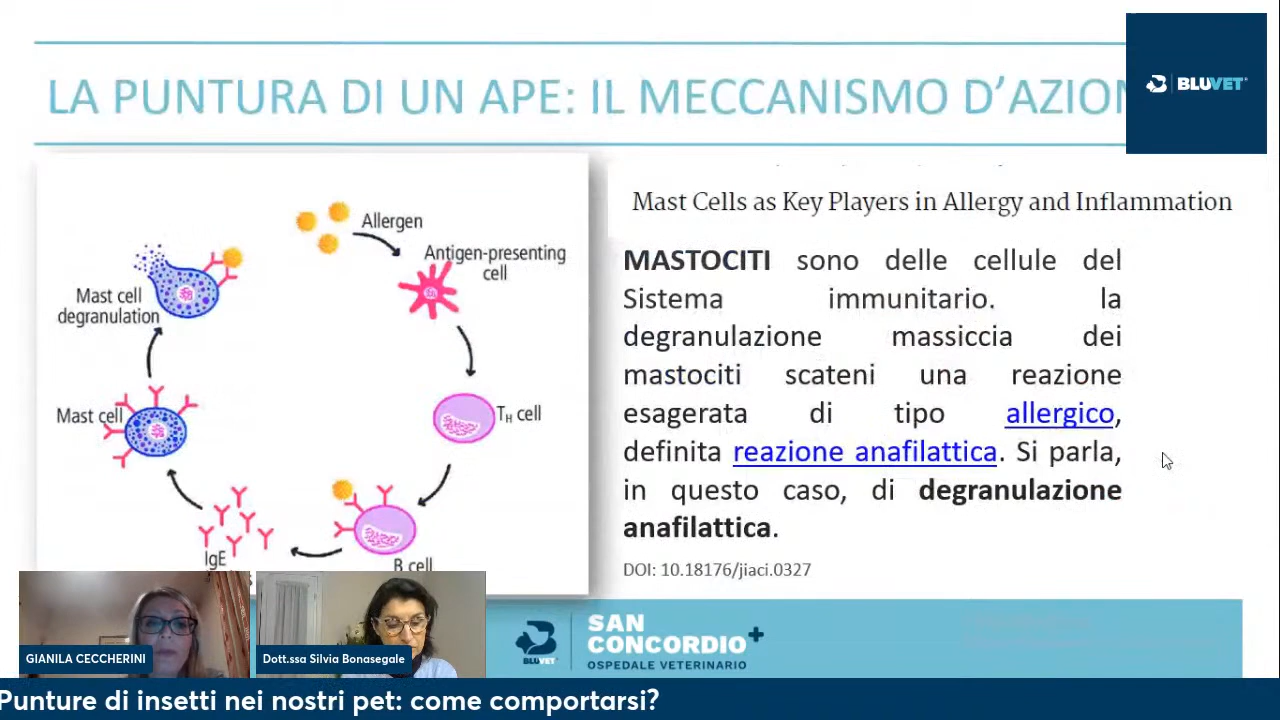 LA PUNTURA DI UN APE: IL MECCANISMO D'AZION
BLUVET
Allergen
Antigen-presenting
cell
Mast cell
degranulation
Mast cell
TH cell
IgE
B cell
Mast Cells as Key Players in Allergy and Inflammation
MASTOCITI sono delle cellule del
Sistema immunitario. la
degranulazione massiccia dei
mastociti scateni una reazione
esagerata di tipo allergico,
definita reazione anafilattica. Si parla,
in questo caso, di degranulazione
anafilattica.
DOI: 10.18176/jiaci.0327
GIANILA CECCHERINI
Dott.ssa Silvia Bonasegale
BLUVET
SAN
CONCORDIO+
OSPEDALE VETERINARIO
Punture di insetti nei nostri pet: come comportarsi?